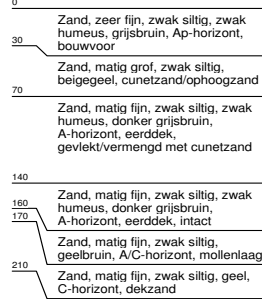 0
Zand, zeer fijn, zwak siltig, zwak
humeus, grijsbruin, Ap-horizont,
bouwvoor
30
Zand, matig grof, zwak siltig,
beigegeel, cunetzand/ophoogzand
70
Zand, matig fijn, zwak siltig, zwak
humeus, donker grijsbruin,
A-horizont, eerddek,
gevlekt/vermengd met cunetzand
140
Zand, matig fijn, zwak siltig, zwak
humeus, donker grijsbruin,
A-horizont, eerddek, intact
160
170
Zand, matig fijn, zwak siltig,
geelbruin, A/C-horizont, mollenlaag
210
Zand, matig fijn, zwak siltig, geel,
C-horizont, dekzand